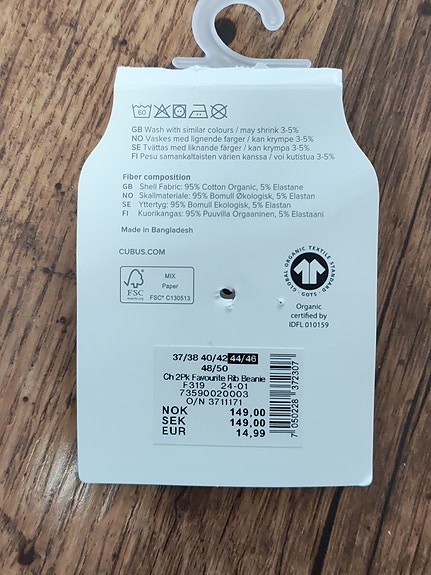 60
GB Wash with similar colours / may shrink 3-5%
NO Vaskes med lignende farger / kan krympe 3-5%
SE Tvättas med liknande färger / kan krympa 3-5%
FI Pesu samankaltaisten värien kanssa / voi kutistua 3-5%
Fiber composition
GB Shell Fabric: 95% Cotton Organic, 5% Elastane
NO Skallmateriale: 95% Bomull Økologisk, 5% Elastan
SE Yttertyg: 95% Bomull Ekologisk, 5% Elastan
FI Kuorikangas: 95% Puuvilla Orgaaninen, 5% Elastaani
Made in Bangladesh
CUBUS.COM
FSC
www.fsc.org
MIX
Paper
FSC® C130513
GLOBAL ORGANIC TEXTILE STANDARD
· GOTS ·
Organic
certified by
IDFL 010159
37/38 40/42 44/46
48/50
Ch 2Pk Favourite Rib Beanie
F319 24-01
73590020003
O/N 3711171
NOK 149,00
SEK 149,00
EUR 14,99
7 050228 372307